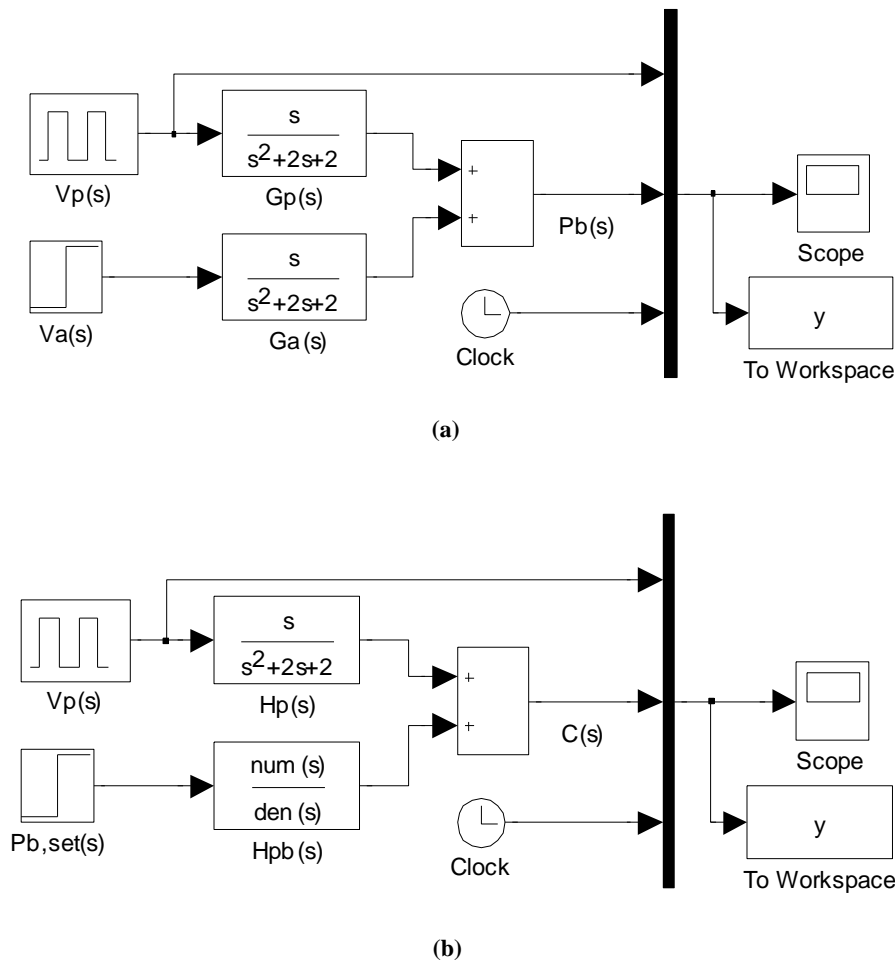 s
s²+2s+2
Vp(s)
Gp(s)
+
+
Pb(s)
Scope
s
s²+2s+2
Va(s)
Ga(s)
Clock
y
To Workspace
(a)
s
s²+2s+2
Vp(s)
Hp(s)
+
+
C(s)
Scope
num(s)
den(s)
Pb,set(s)
Hpb(s)
Clock
y
To Workspace
(b)